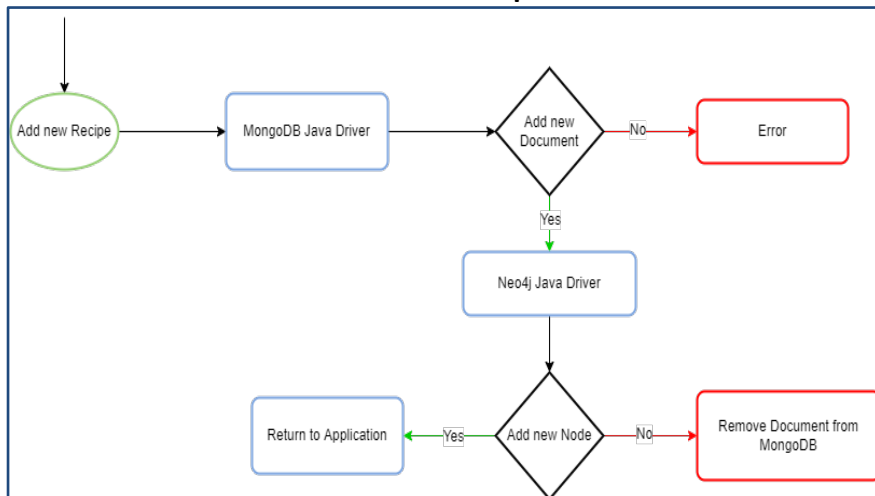 Add new Recipe
MongoDB Java Driver
Add new
Document
No
Error
Yes
Neo4j Java Driver
Return to Application
Yes
Add new Node
No
Remove Document from
MongoDB